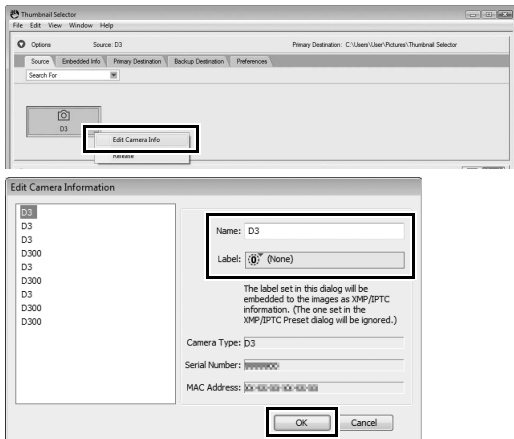 Thumbnail Selector
File Edit View Window Help
Options Source: D3 Primary Destination: C:\Users\User\Pictures\Thumbnail Selector
Source Embedded Info Primary Destination Backup Destination Preferences
Search For
D3
Edit Camera Info
Release
Edit Camera Information
D3
D3
D3
D300
D3
D300
D3
D300
D300
Name: D3
Label: 0 (None)
The label set in this dialog will be
embedded to the images as XMP/IPTC
information. (The one set in the
XMP/IPTC Preset dialog will be ignored.)
Camera Type: D3
Serial Number:
MAC Address:
OK Cancel